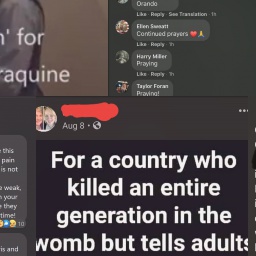 n' for
raquine
Orando
Like · Reply · See Translation · 1h
Ellen Sweatt
Continued prayers ❤️🙏
Like · Reply · 1h
Harry Miller
Praying
Like · Reply · 1h
Taylor Foran
Praying!
Like · Reply · 1h
e this
pain
is not
e weak,
n your
e they
time!
10
is and
Aug 8 ·
For a country who
killed an entire
generation in the
womb but tells adults